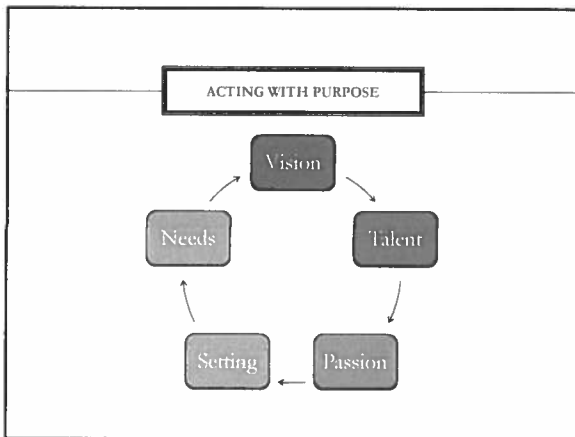 ACTING WITH PURPOSE
Vision
Talent
Passion
Setting
Needs